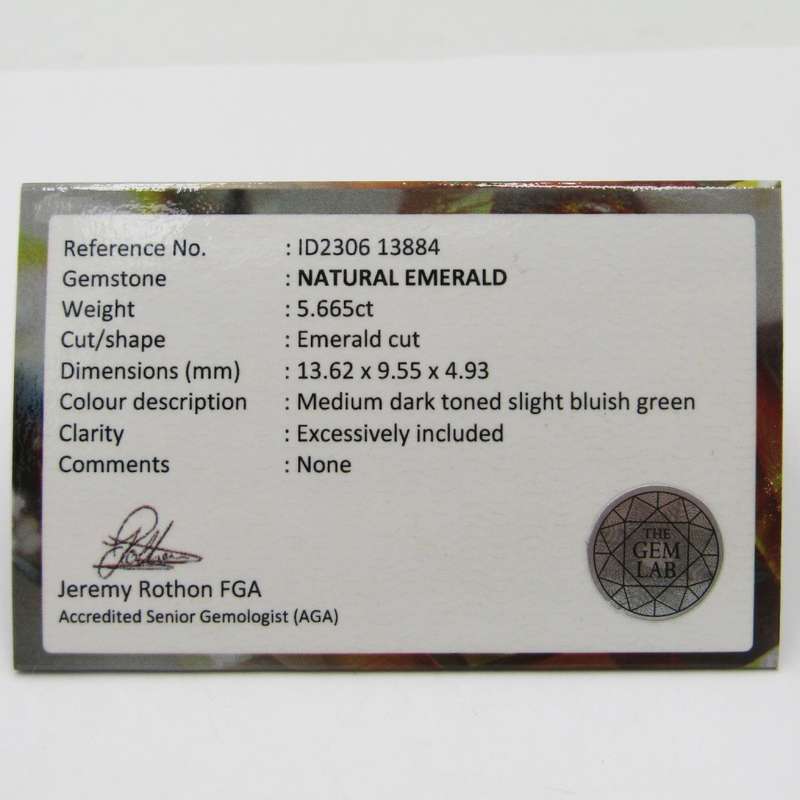 Reference No. : ID2306 13884
Gemstone : NATURAL EMERALD
Weight : 5.665ct
Cut/shape : Emerald cut
Dimensions (mm) : 13.62 x 9.55 x 4.93
Colour description : Medium dark toned slight bluish green
Clarity : Excessively included
Comments : None
Jeremy Rothon FGA
Accredited Senior Gemologist (AGA)
THE
GEM
LAB